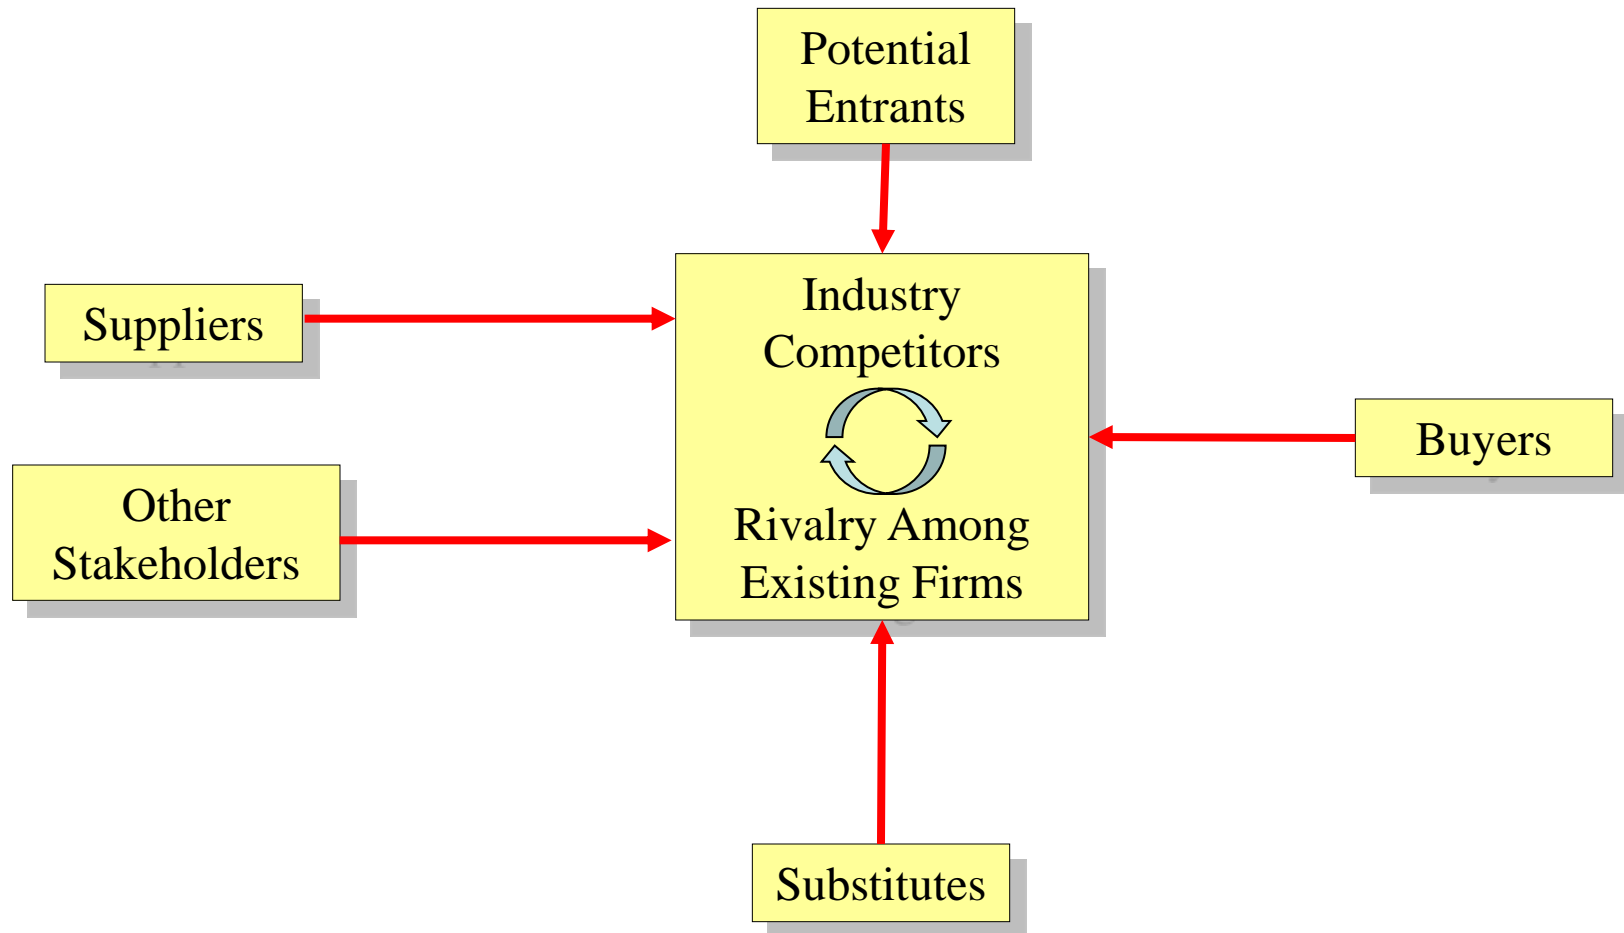 Potential
Entrants
Suppliers
Industry
Competitors
Buyers
Other
Stakeholders
Rivalry Among
Existing Firms
Substitutes